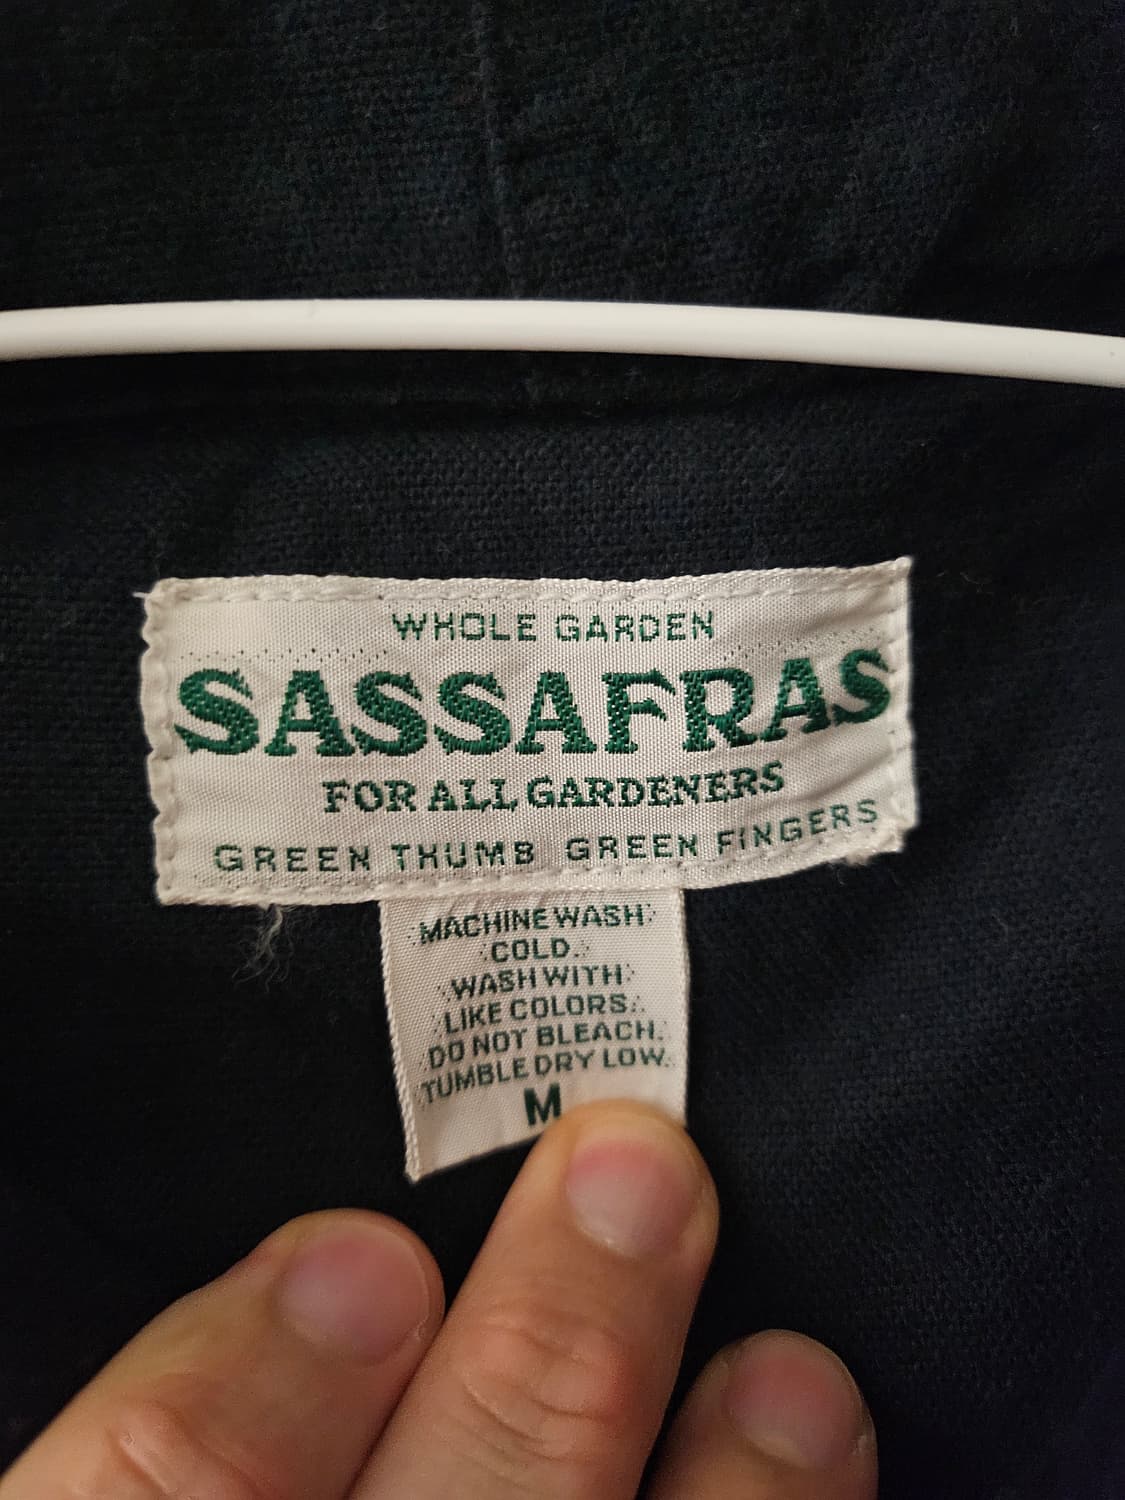 WHOLE GARDEN
SASSAFRAS
FOR ALL GARDENERS
GREEN THUMB GREEN FINGERS
MACHINE WASH
COLD.
WASH WITH
LIKE COLORS.
DO NOT BLEACH.
TUMBLE DRY LOW.
M